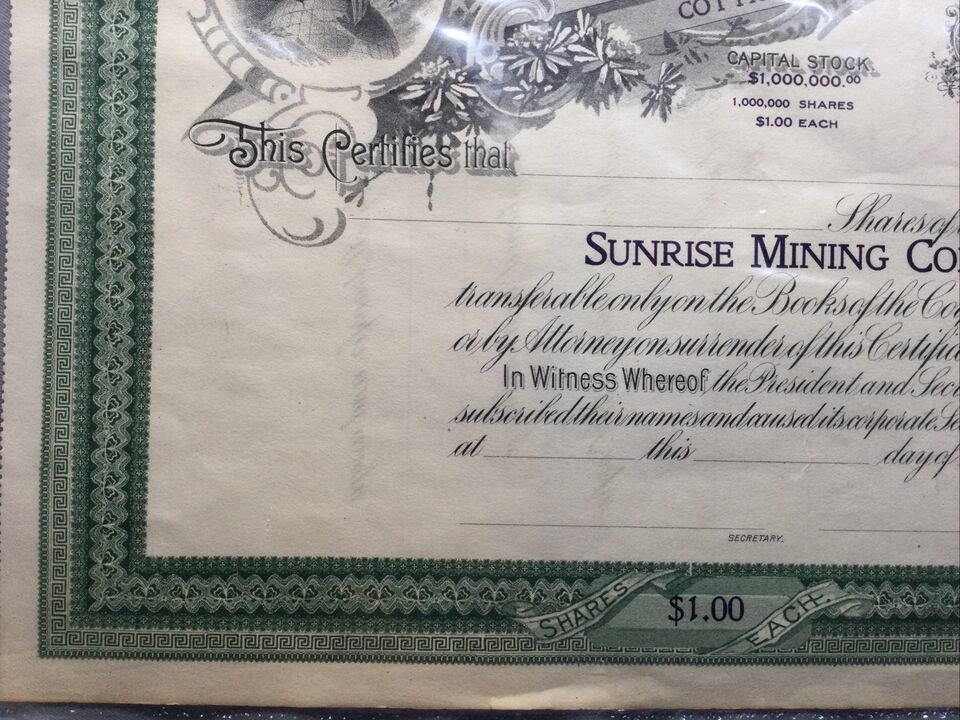 CAPITAL STOCK
$1,000,000.00
1,000,000 SHARES
$1.00 EACH
This Certifies that
Shares of
SUNRISE MINING
transferable only on the Books of the
or by Attorney on surrender of this
In Witness Whereof, the President and
subscribed their names and caused its corporate
at this day of
SECRETARY.
SHARES $1.00 EACH.